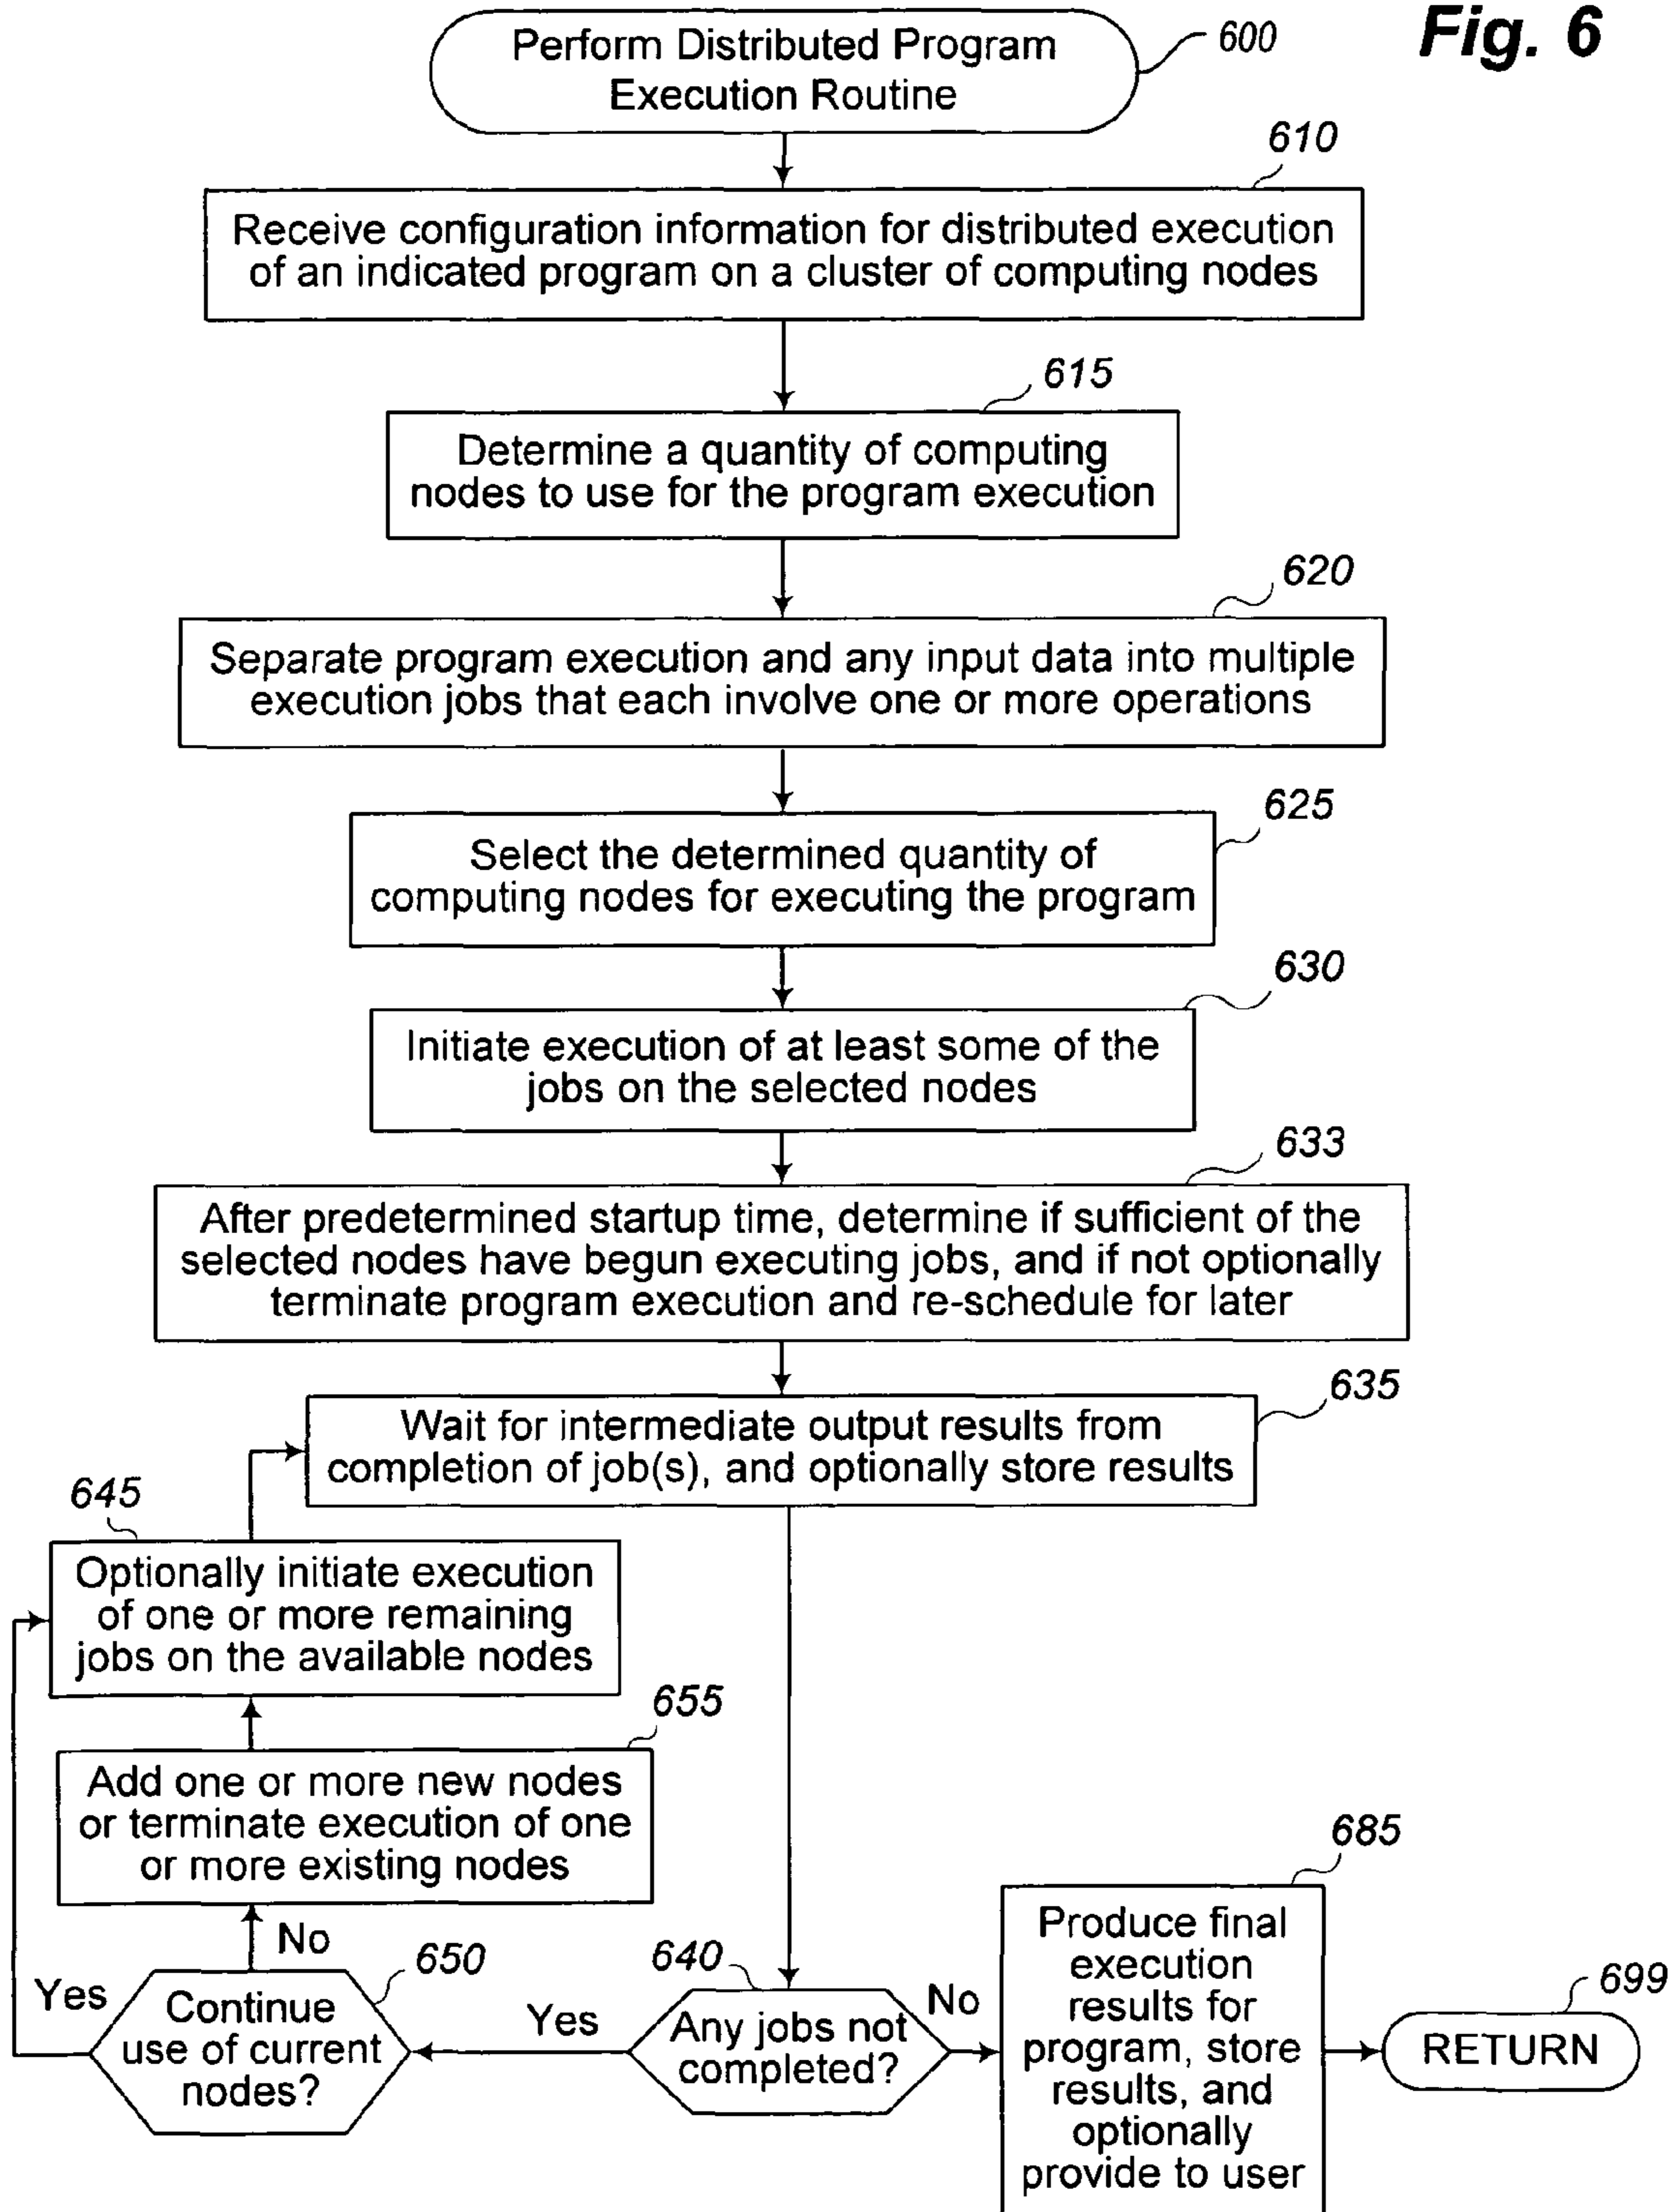 Fig. 6
Perform Distributed Program
Execution Routine
600
610
Receive configuration information for distributed execution
of an indicated program on a cluster of computing nodes
615
Determine a quantity of computing
nodes to use for the program execution
620
Separate program execution and any input data into multiple
execution jobs that each involve one or more operations
625
Select the determined quantity of
computing nodes for executing the program
630
Initiate execution of at least some of the
jobs on the selected nodes
633
After predetermined startup time, determine if sufficient of the
selected nodes have begun executing jobs, and if not optionally
terminate program execution and re-schedule for later
635
Wait for intermediate output results from
completion of job(s), and optionally store results
645
Optionally initiate execution
of one or more remaining
jobs on the available nodes
655
Add one or more new nodes
or terminate execution of one
or more existing nodes
No
650
Yes
Continue
use of current
nodes?
Yes
640
Any jobs not
completed?
No
685
Produce final
execution
results for
program, store
results, and
optionally
provide to user
699
RETURN